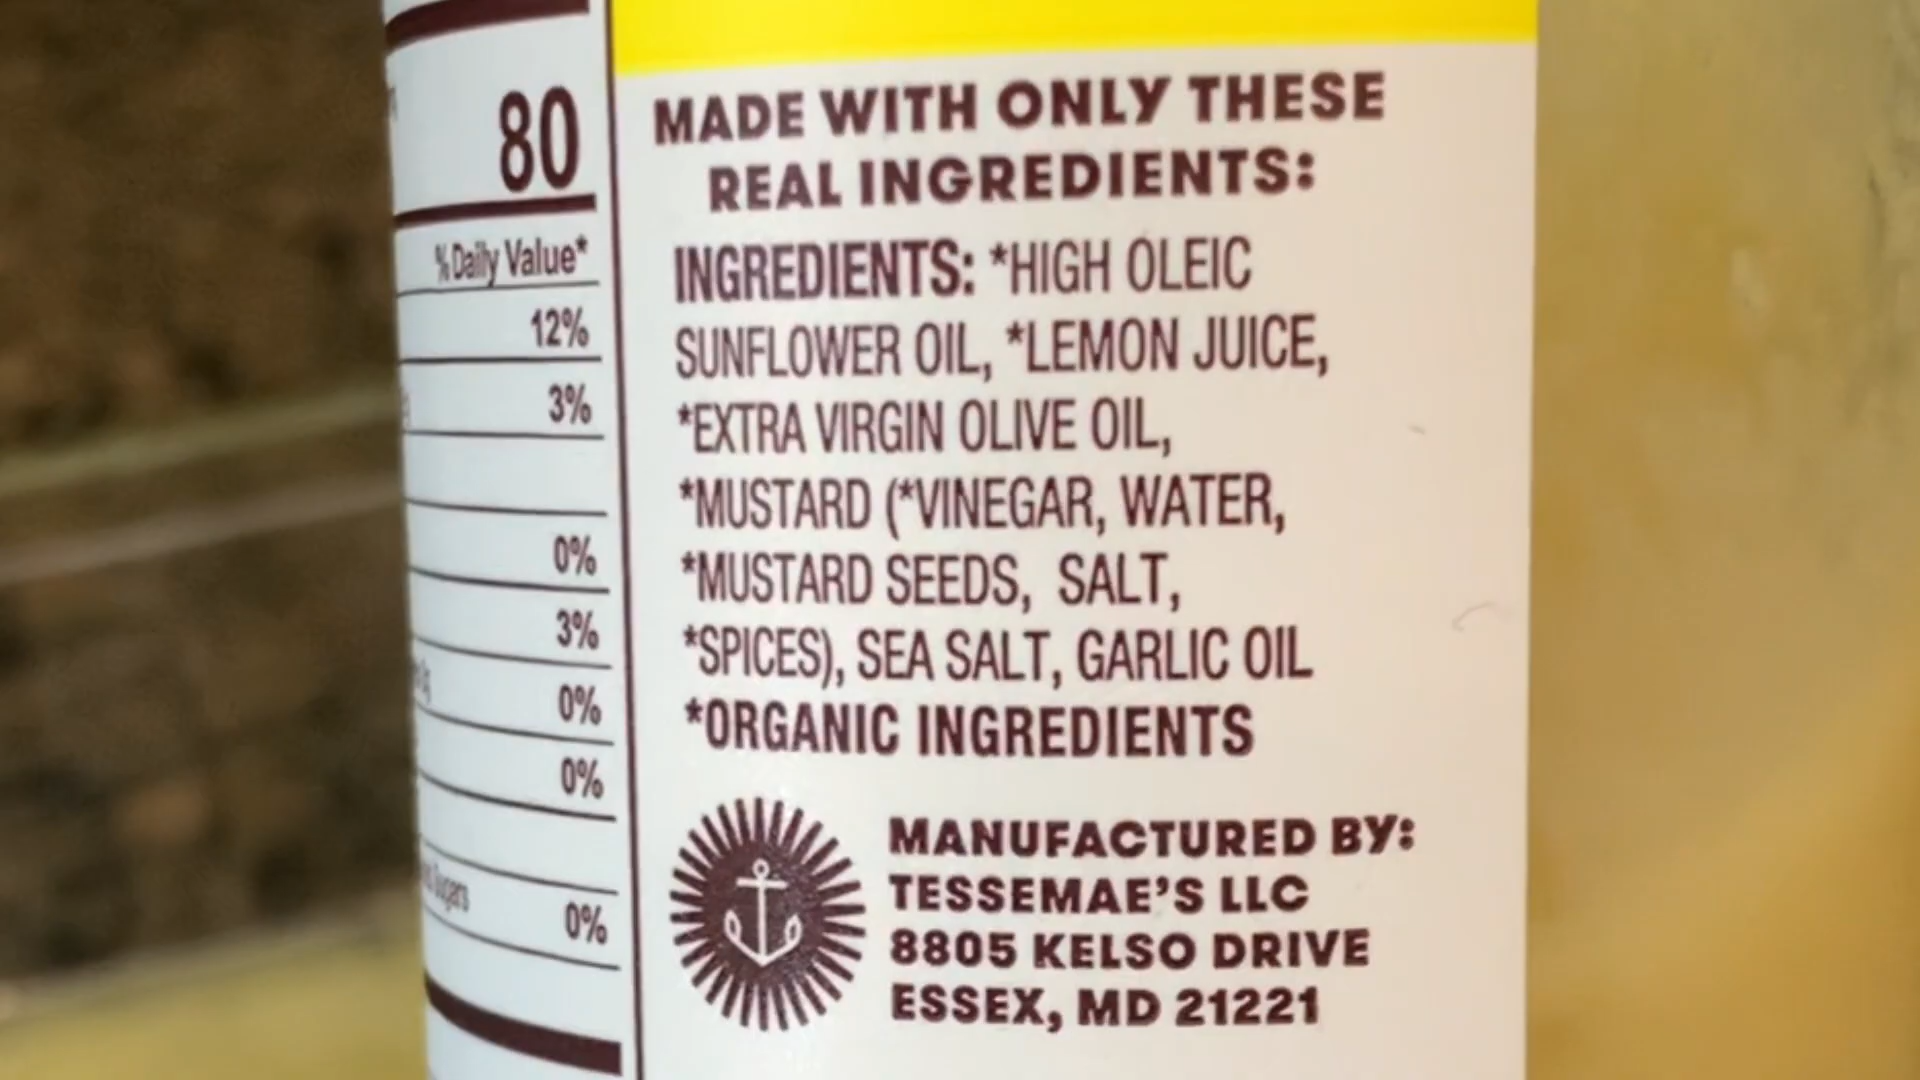 80
% Daily Value*
12%
3%
0%
3%
0%
0%
Sugars
0%
MADE WITH ONLY THESE
REAL INGREDIENTS:
INGREDIENTS: *HIGH OLEIC
SUNFLOWER OIL, *LEMON JUICE,
*EXTRA VIRGIN OLIVE OIL,
*MUSTARD (*VINEGAR, WATER,
*MUSTARD SEEDS, SALT,
*SPICES), SEA SALT, GARLIC OIL
*ORGANIC INGREDIENTS
MANUFACTURED BY:
TESSEMAE'S LLC
8805 KELSO DRIVE
ESSEX, MD 21221